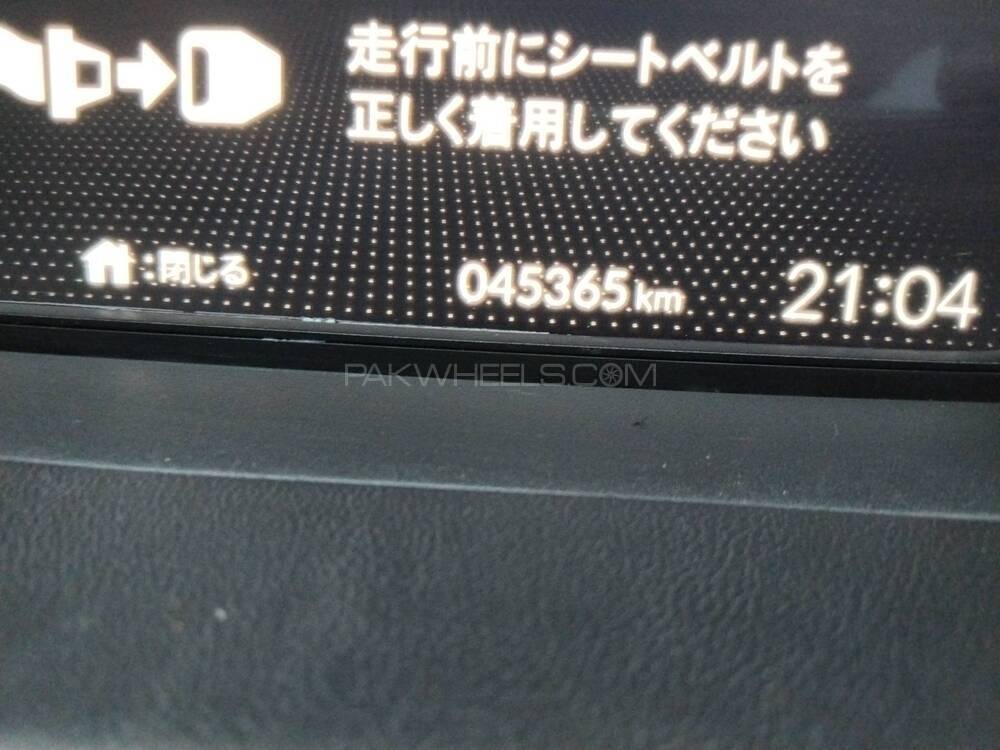 走行前にシートベルトを
正しく着用してください
:閉じる
045365km
21:04
PAKWHEELS.COM